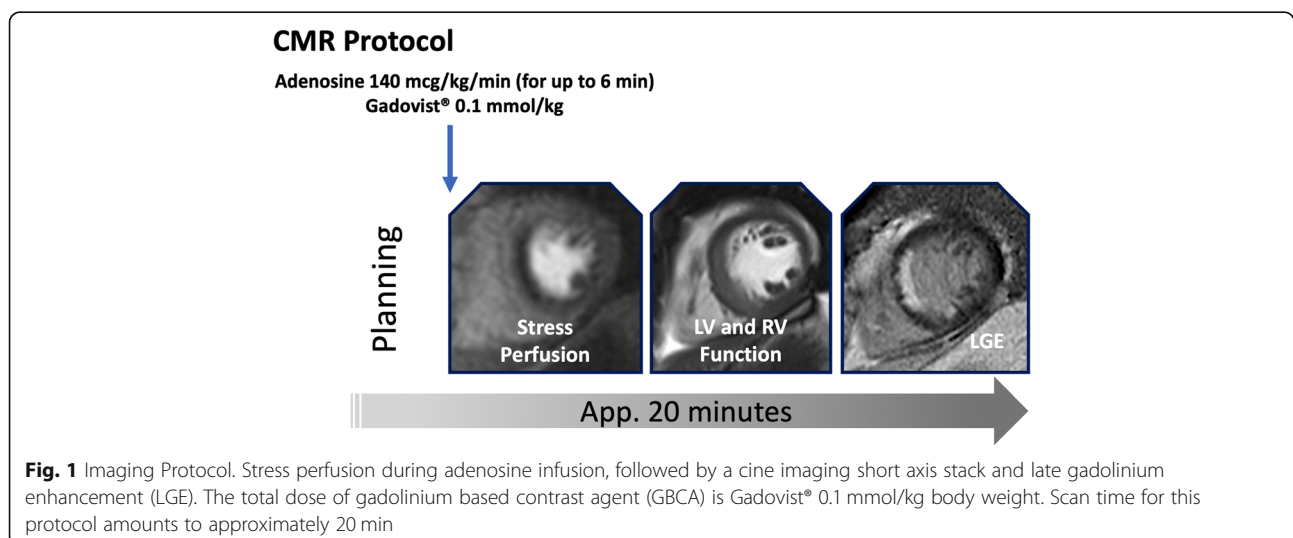 CMR Protocol
Adenosine 140 mcg/kg/min (for up to 6 min)
Gadovist® 0.1 mmol/kg
Planning
Stress
Perfusion
LV and RV
Function
LGE
App. 20 minutes
Fig. 1 Imaging Protocol. Stress perfusion during adenosine infusion, followed by a cine imaging short axis stack and late gadolinium
enhancement (LGE). The total dose of gadolinium based contrast agent (GBCA) is Gadovist® 0.1 mmol/kg body weight. Scan time for this
protocol amounts to approximately 20 min